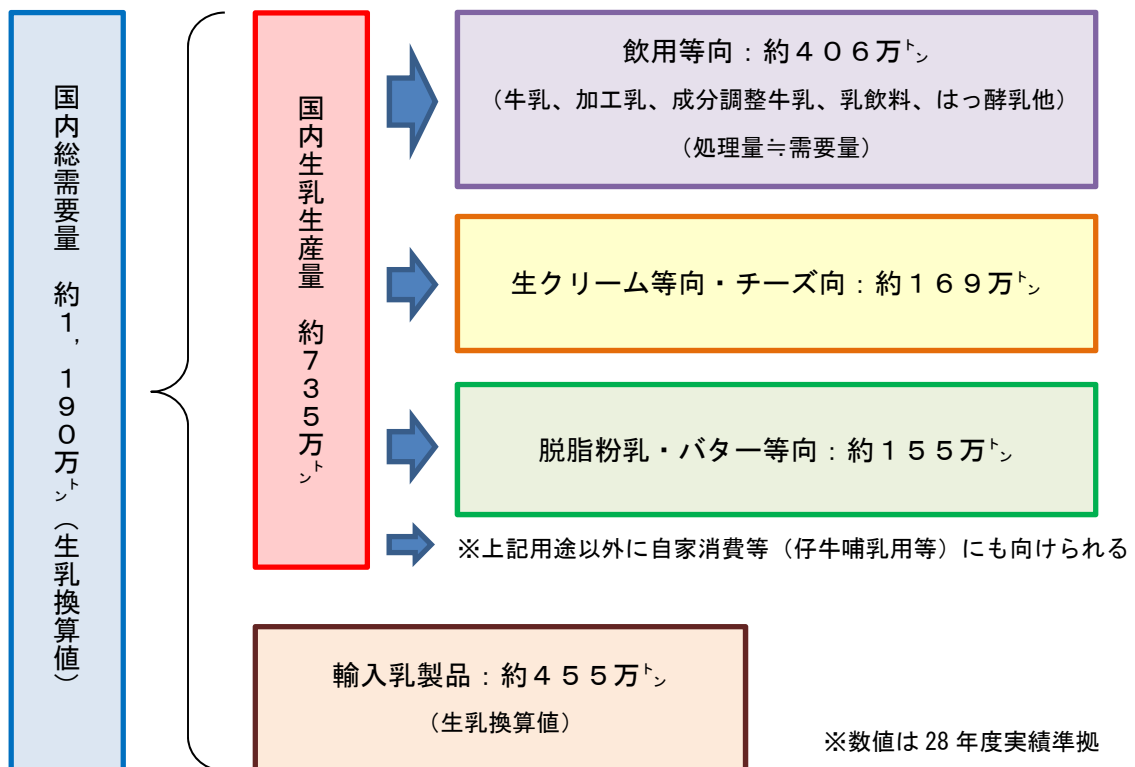 国内総需要量　約１，１９０万トン（生乳換算値）
国内生乳生産量　約７３５万トン
飲用等向：約４０６万トン
（牛乳、加工乳、成分調整牛乳、乳飲料、はっ酵乳他）
（処理量≒需要量）
生クリーム等向・チーズ向：約１６９万トン
脱脂粉乳・バター等向：約１５５万トン
※上記用途以外に自家消費等（仔牛哺乳用等）にも向けられる
輸入乳製品：約４５５万トン
（生乳換算値）
※数値は 28 年度実績準拠